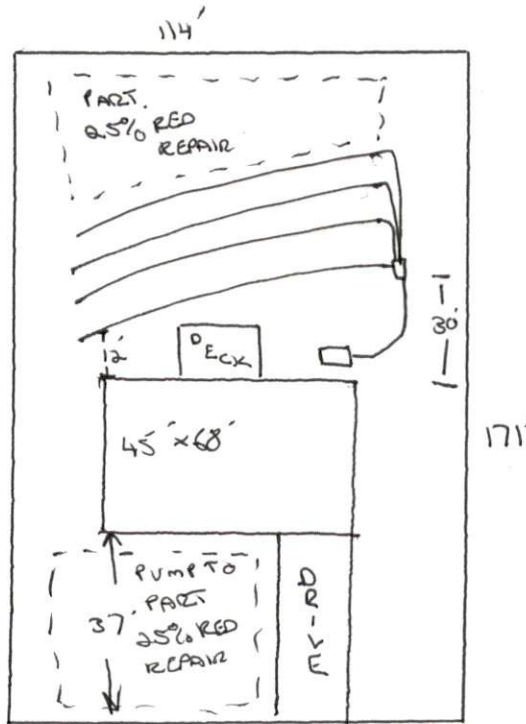 114'
PART.
25% RED
REPAIR
30'
12'
DECK
171'
45' x 68'
PUMP TO
PART
37'
25% RED
REPAIR
DRIVE